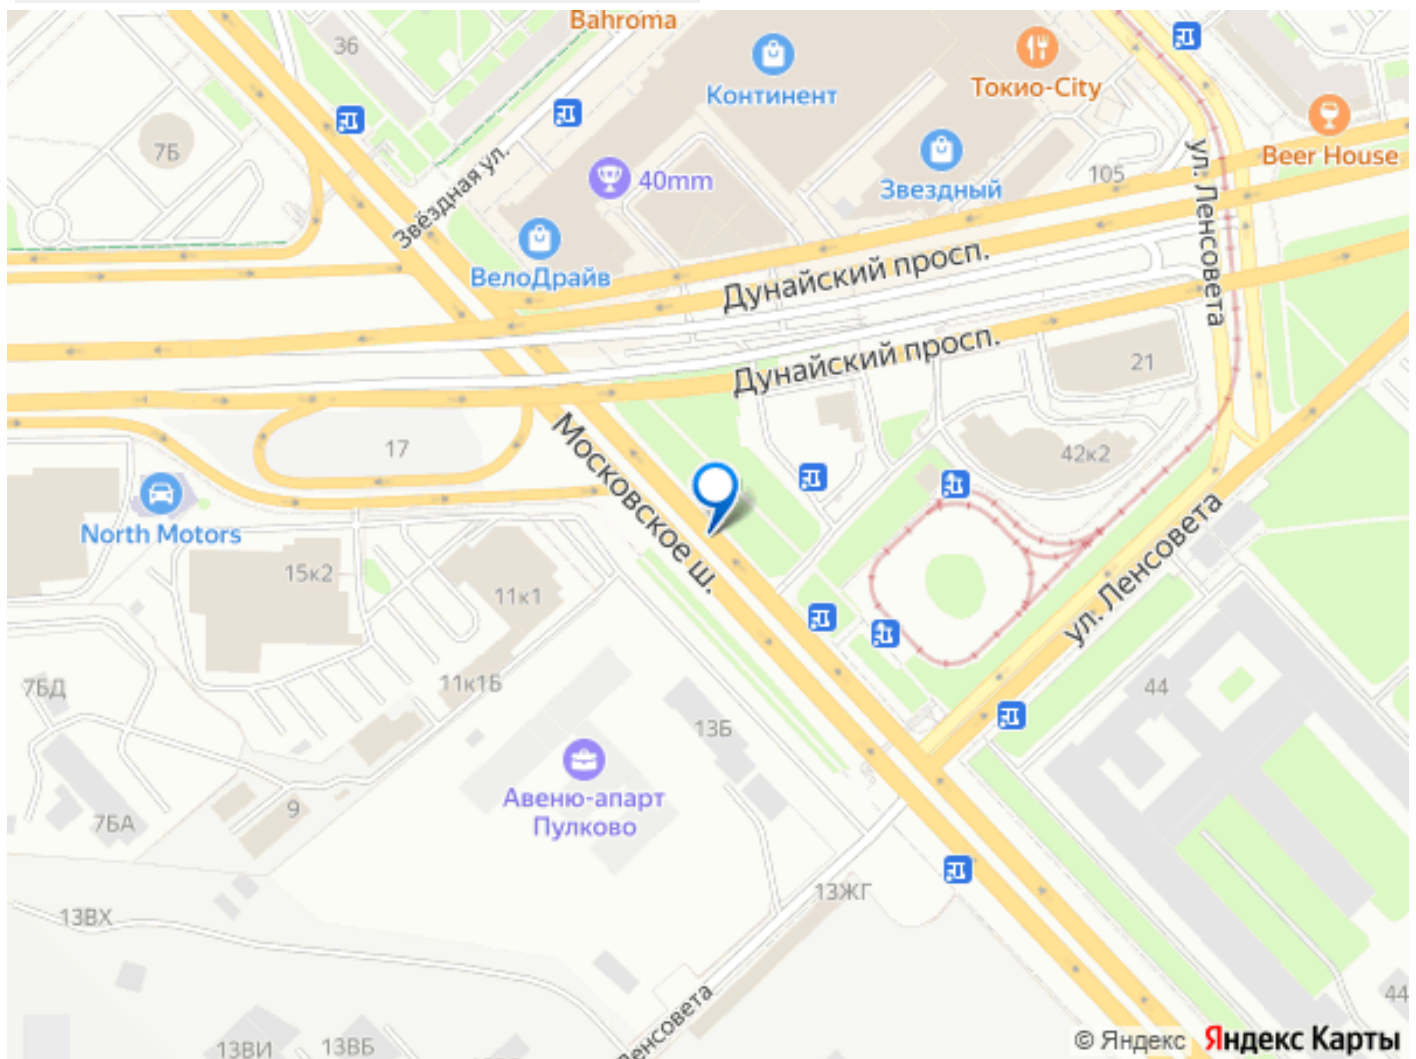 Bahroma
36
Континент
Токио-City
7Б
Звёздная ул.
40mm
Звездный
105
ул. Ленсовета
Beer House
ВелоДрайв
Дунайский просп.
Дунайский просп.
21
Московское ш.
17
42к2
North Motors
15к2
11к1
ул. Ленсовета
7БД
11к1Б
13Б
44
Авеню-апарт
Пулково
9
7БА
13ЖГ
13ВХ
Ленсовета
44
13ВИ
13ВБ
© Яндекс Яндекс Карты